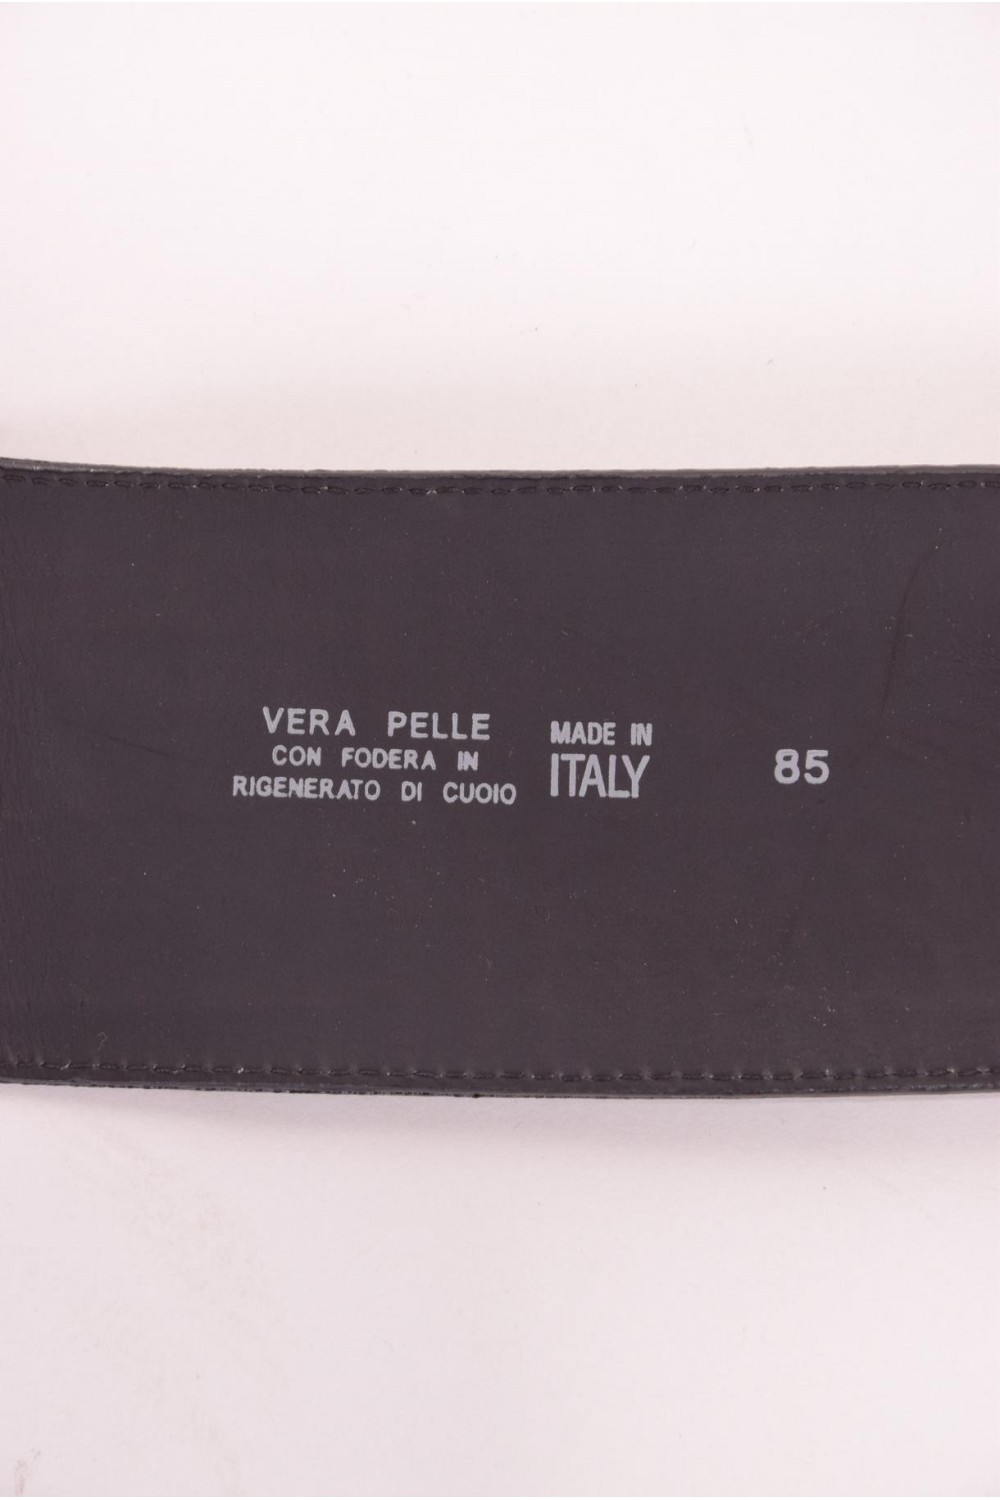 VERA PELLE
CON FODERA IN
RIGENERATO DI CUOIO
MADE IN
ITALY
85